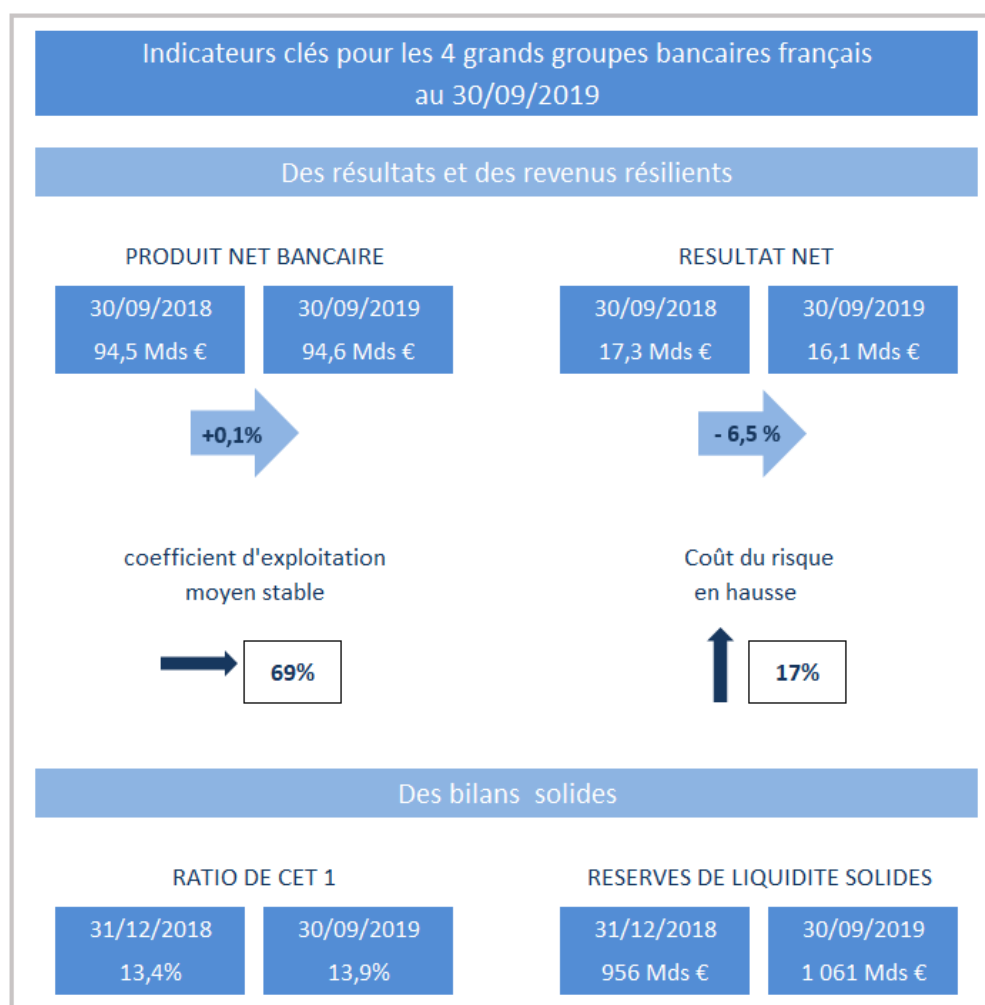 Indicateurs clés pour les 4 grands groupes bancaires français
au 30/09/2019
Des résultats et des revenus résilients
PRODUIT NET BANCAIRE
30/09/2018
94,5 Mds €
30/09/2019
94,6 Mds €
+0,1%
RESULTAT NET
30/09/2018
17,3 Mds €
30/09/2019
16,1 Mds €
- 6,5 %
coefficient d'exploitation
moyen stable
69%
Coût du risque
en hausse
17%
Des bilans solides
RATIO DE CET 1
31/12/2018
13,4%
30/09/2019
13,9%
RESERVES DE LIQUIDITE SOLIDES
31/12/2018
956 Mds €
30/09/2019
1 061 Mds €